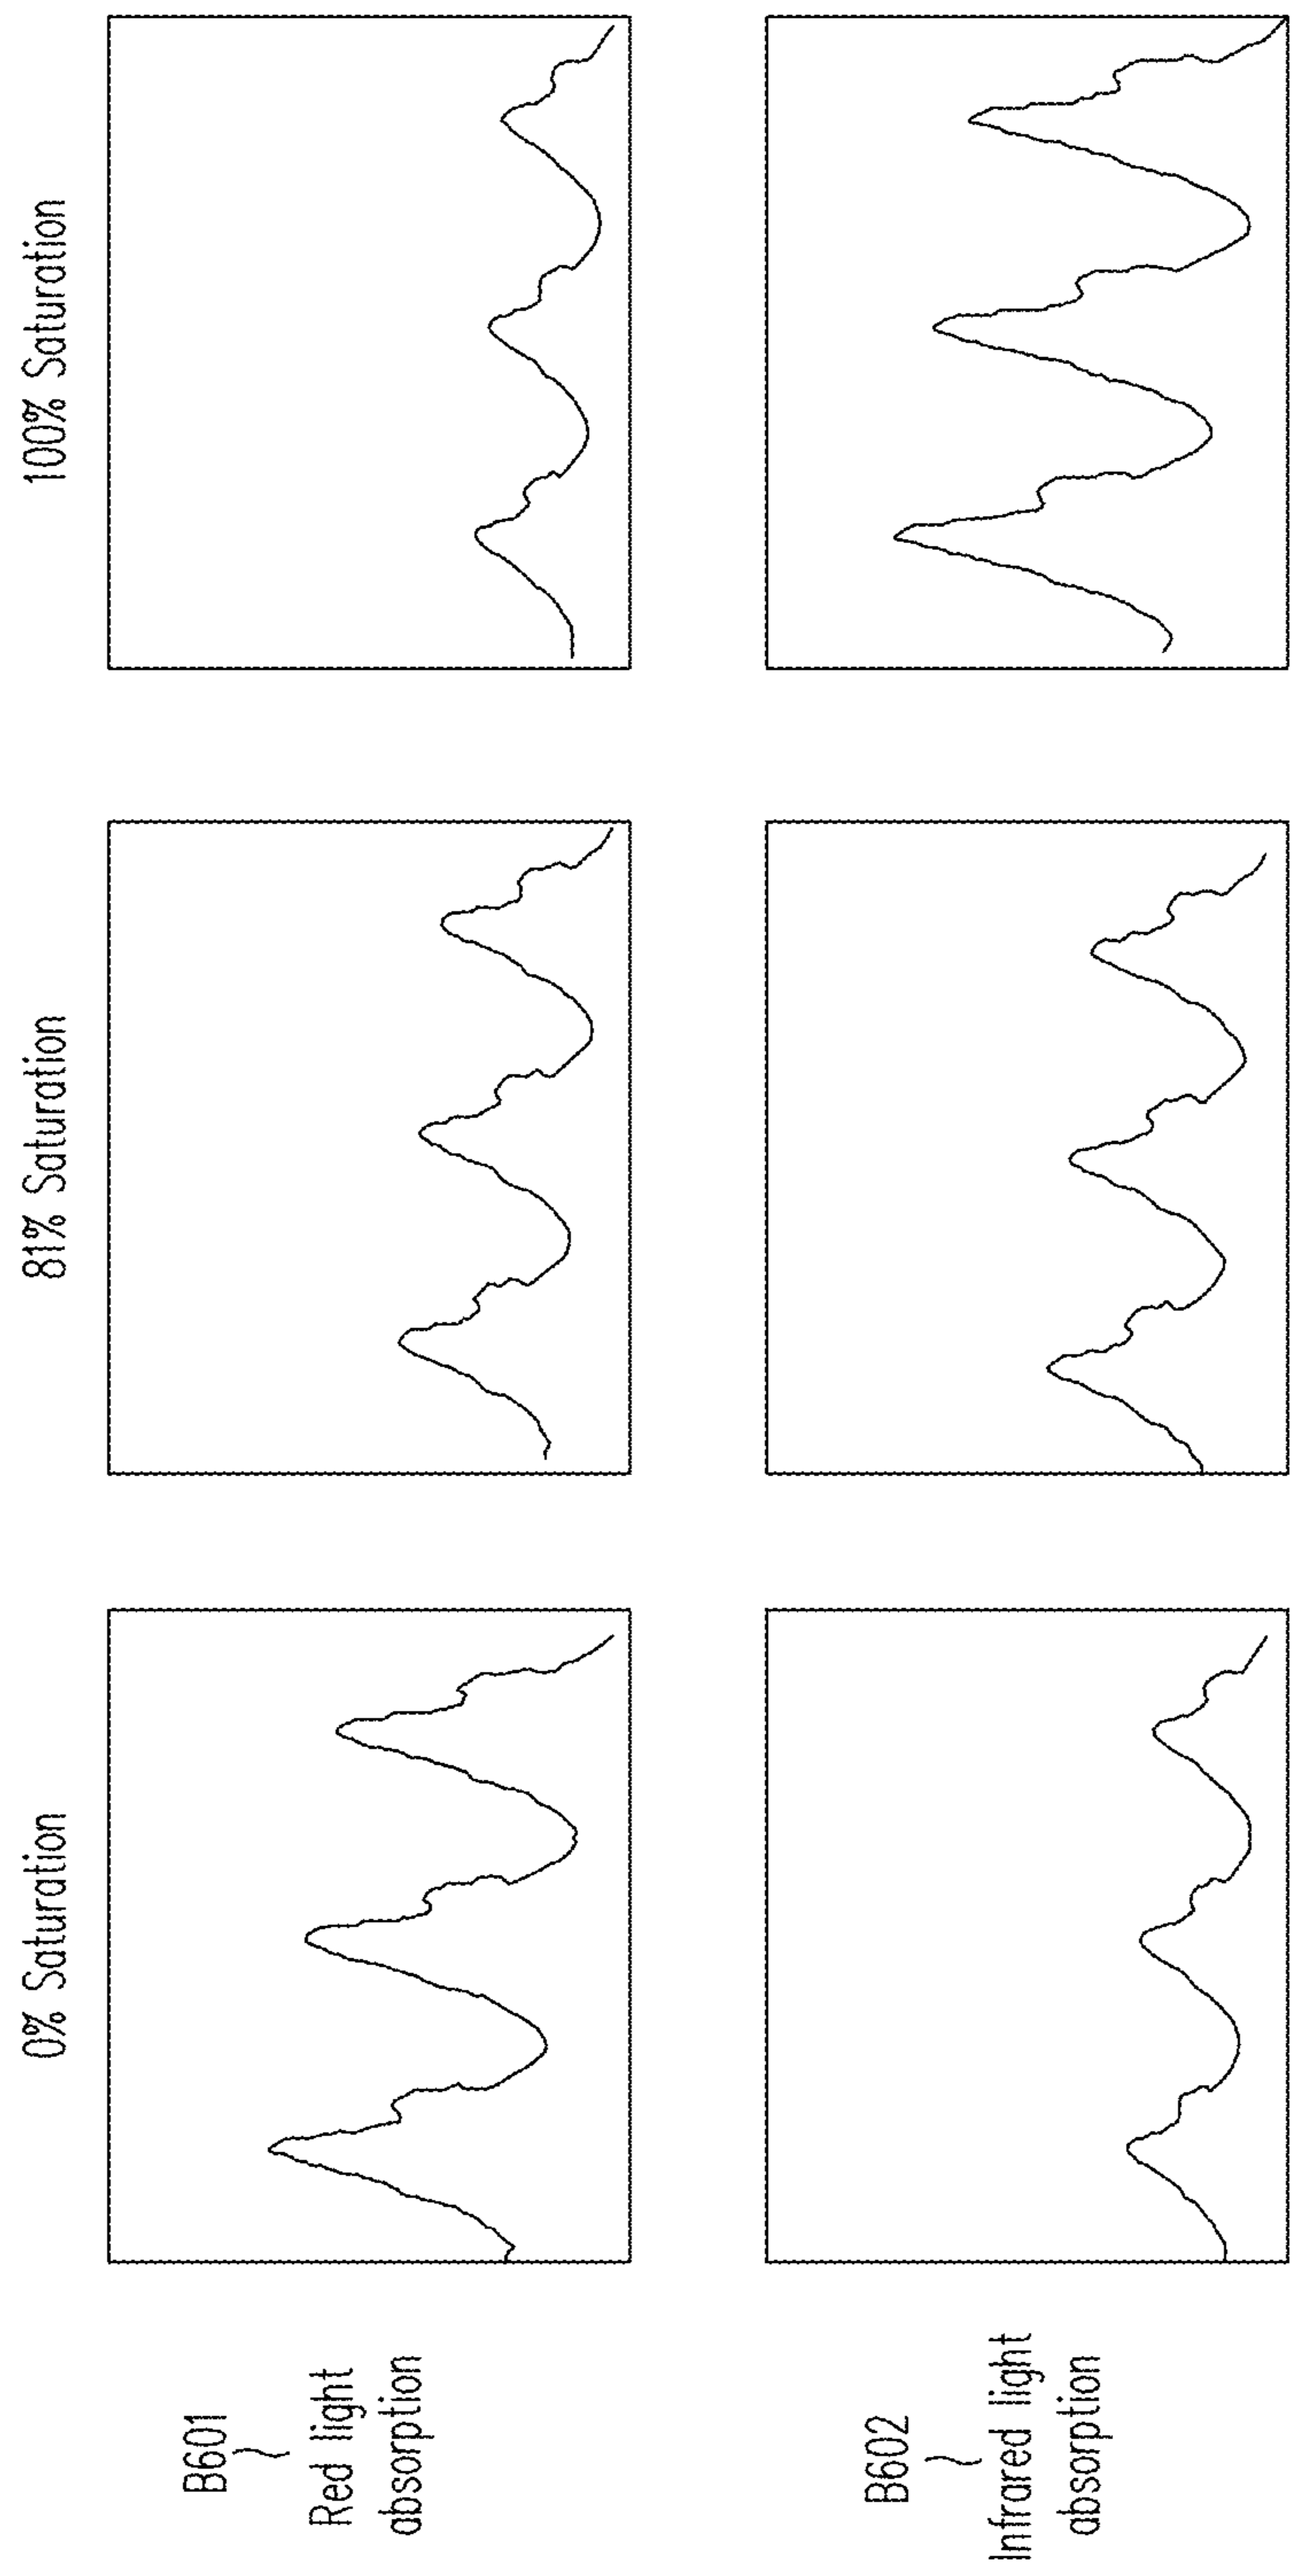 0% Saturation
81% Saturation
100% Saturation
B601
Red light
absorption
B602
Infrared light
absorption